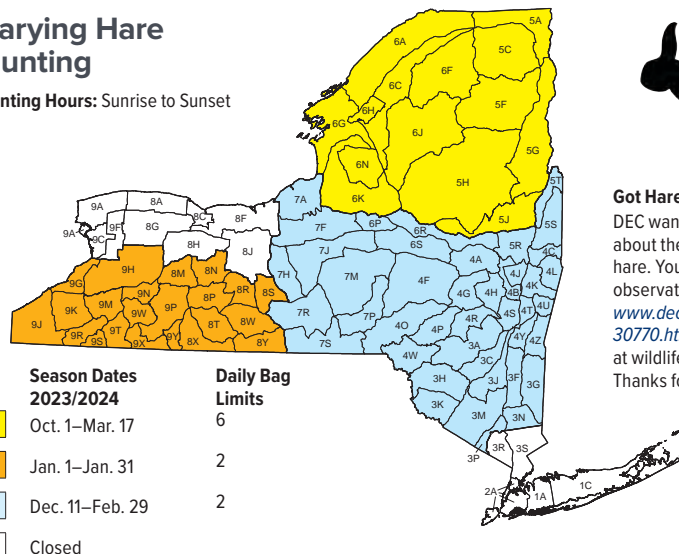 arying Hare
unting
nting Hours: Sunrise to Sunset
5A
6A
5C
6F
6C
6H
5F
6G
6J
5G
6N
5H
6K
5J
5T
7A
9A
8A
8C
8F
9A
9F
8G
9C
8H
8J
7F
6P
6R
6S
5S
5R
4C
7J
4A
9H
8M
8N
7H
7M
4F
4J
4L
9G
8R
8S
4G
4H
4B
4K
9N
8P
9M
9K
9W
9P
7R
7P
4R
4S
4T
4U
9J
9T
8T
8W
4O
4P
9R
9S
9X
9Y
8X
8Y
7S
4W
3A
4Y
4Z
3C
3H
3J
3F
3G
3K
3M
3N
3R
3S
3P
2A
1A
1C
Season Dates
2023/2024
Daily Bag
Limits
Oct. 1–Mar. 17
6
Jan. 1–Jan. 31
2
Dec. 11–Feb. 29
2
Closed
Got Hare
DEC wan
about the
hare. You
observat
www.dec
30770.ht
at wildlife
Thanks fo